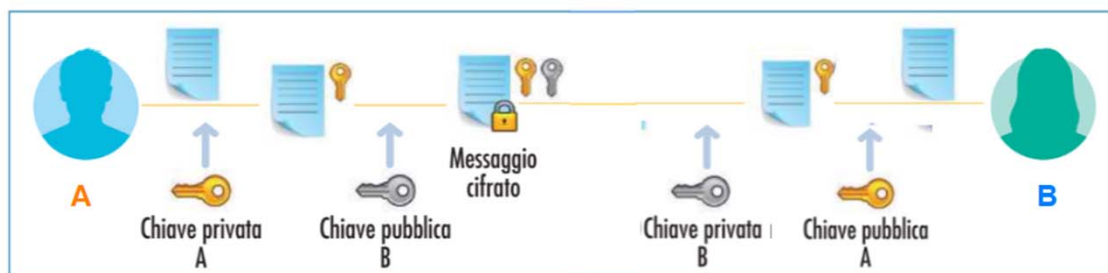 Messaggio
cifrato
A
B
Chiave privata
A
Chiave pubblica
B
Chiave privata
B
Chiave pubblica
A